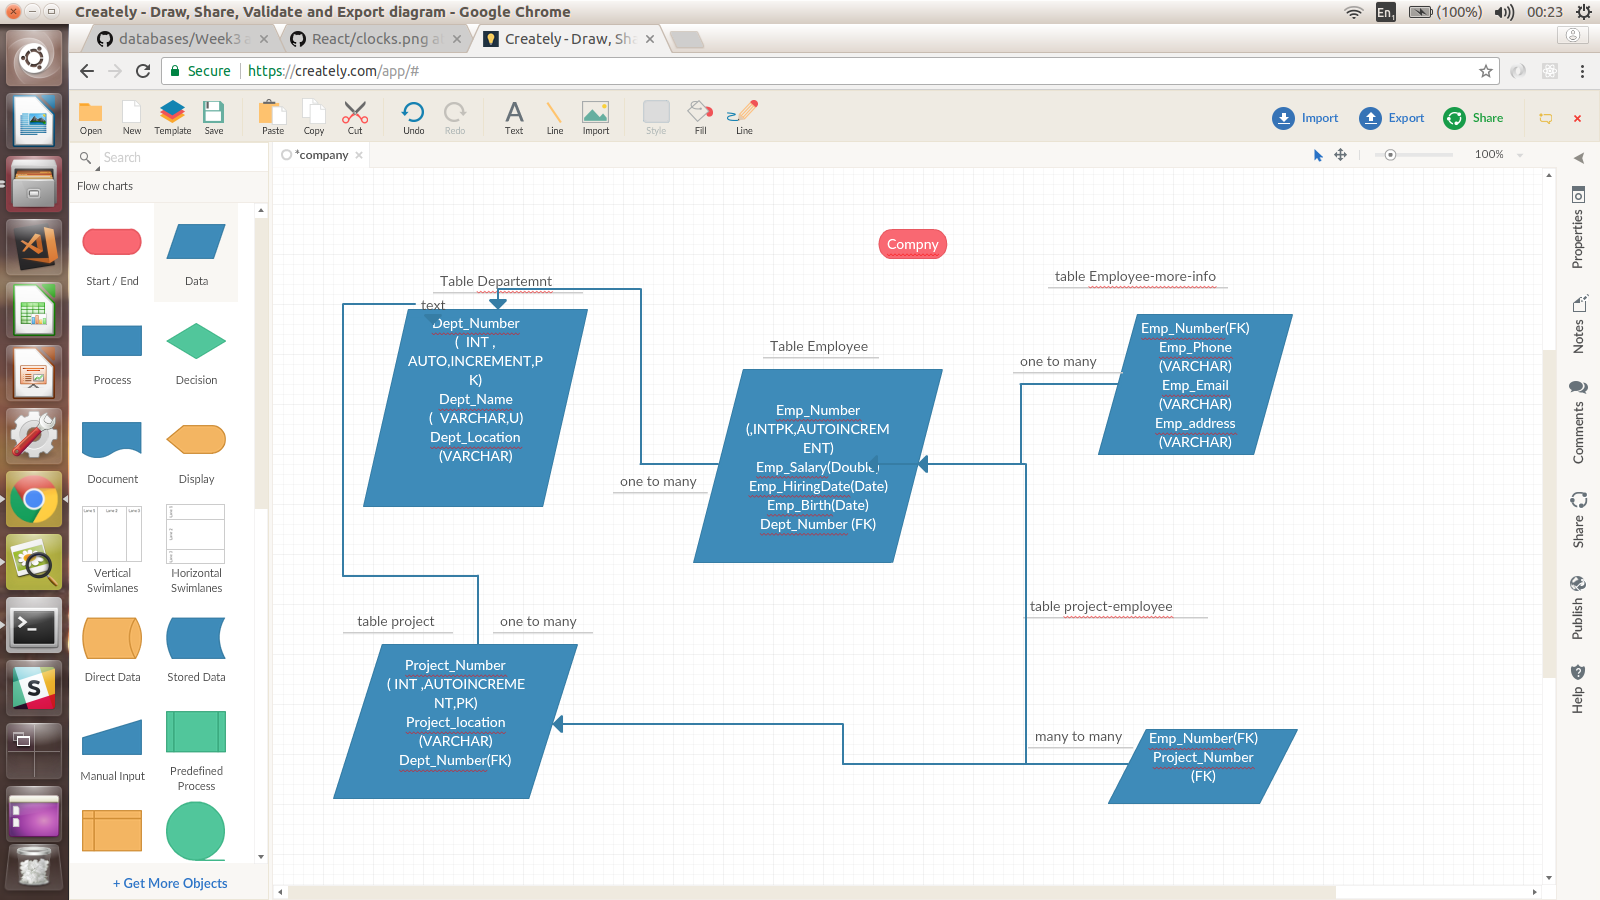 Creately - Draw, Share, Validate and Export diagram - Google Chrome
En1
(100%)
00:23
databases/Week3 a
React/clocks.png at
Creately - Draw, Sha
Secure
https://creately.com/app/#
Open
New
Template
Save
Paste
Copy
Cut
Undo
Redo
Text
Line
Import
Style
Fill
Line
Import
Export
Share
Search
*company
100%
Flow charts
Start / End
Data
Process
Decision
Document
Display
Vertical
Swimlanes
Horizontal
Swimlanes
Direct Data
Stored Data
Manual Input
Predefined
Process
+ Get More Objects
Compny
Table Departemnt
text
Dept_Number
( INT ,
AUTO,INCREMENT,P
K)
Dept_Name
( VARCHAR,U)
Dept_Location
(VARCHAR)
Table Employee
Emp_Number
(,INTPK,AUTOINCREM
ENT)
Emp_Salary(Double)
Emp_HiringDate(Date)
Emp_Birth(Date)
Dept_Number (FK)
one to many
table Employee-more-info
one to many
Emp_Number(FK)
Emp_Phone
(VARCHAR)
Emp_Email
(VARCHAR)
Emp_address
(VARCHAR)
table project
one to many
Project_Number
( INT ,AUTOINCREME
NT,PK)
Project_location
(VARCHAR)
Dept_Number(FK)
table project-employee
many to many
Emp_Number(FK)
Project_Number
(FK)
Properties
Notes
Comments
Share
Publish
Help